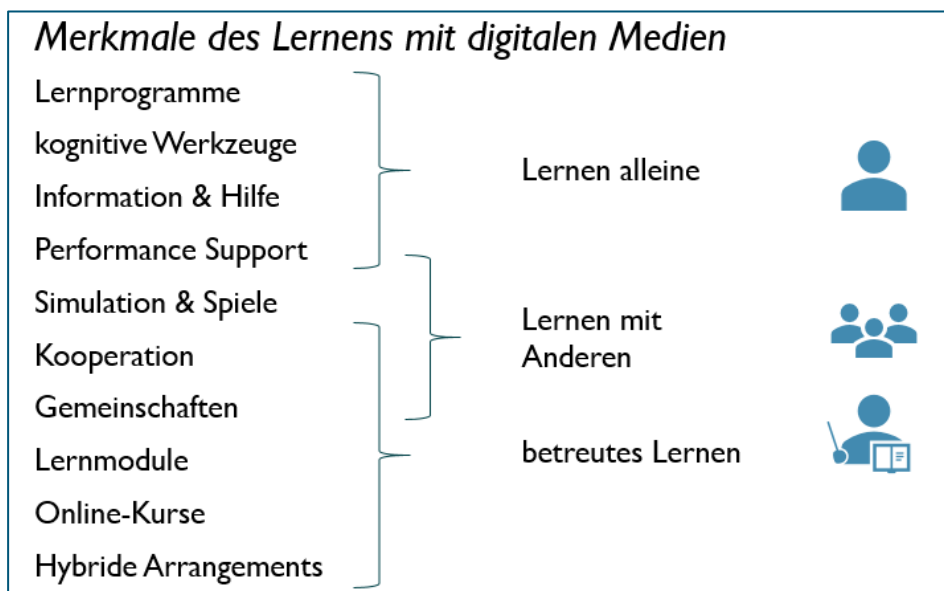 Merkmale des Lernens mit digitalen Medien
Lernprogramme
kognitive Werkzeuge
Information & Hilfe
Performance Support
Simulation & Spiele
Kooperation
Gemeinschaften
Lernmodule
Online-Kurse
Hybride Arrangements
Lernen alleine
Lernen mit
Anderen
betreutes Lernen